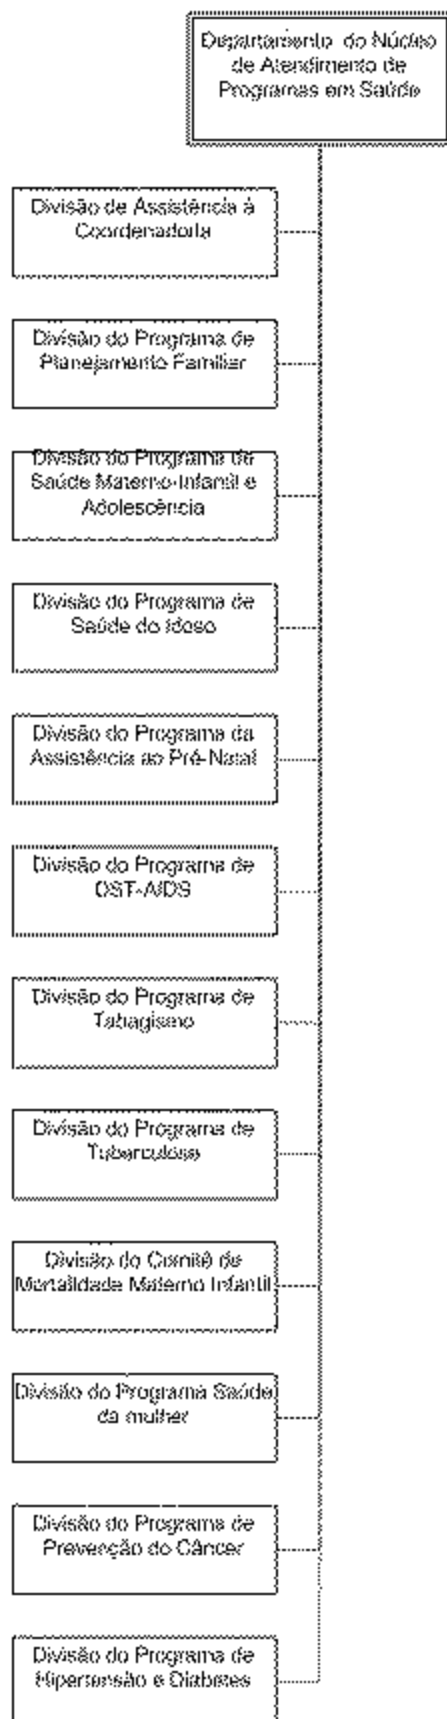 Departamento do Núcleo
de Atendimento de
Programas em Saúde
Divisão de Assistência à
Coordenadoria
Divisão do Programa de
Planejamento Familiar
Divisão do Programa de
Saúde Materno-Infantil e
Adolescência
Divisão do Programa de
Saúde do Idoso
Divisão do Programa da
Assistência ao Pré-Natal
Divisão do Programa de
DST-AIDS
Divisão do Programa de
Tabagismo
Divisão do Programa de
Tuberculose
Divisão do Comitê de
Mortalidade Materno Infantil
Divisão do Programa Saúde
da mulher
Divisão do Programa de
Prevenção do Câncer
Divisão do Programa de
Hipertensão e Diabetes